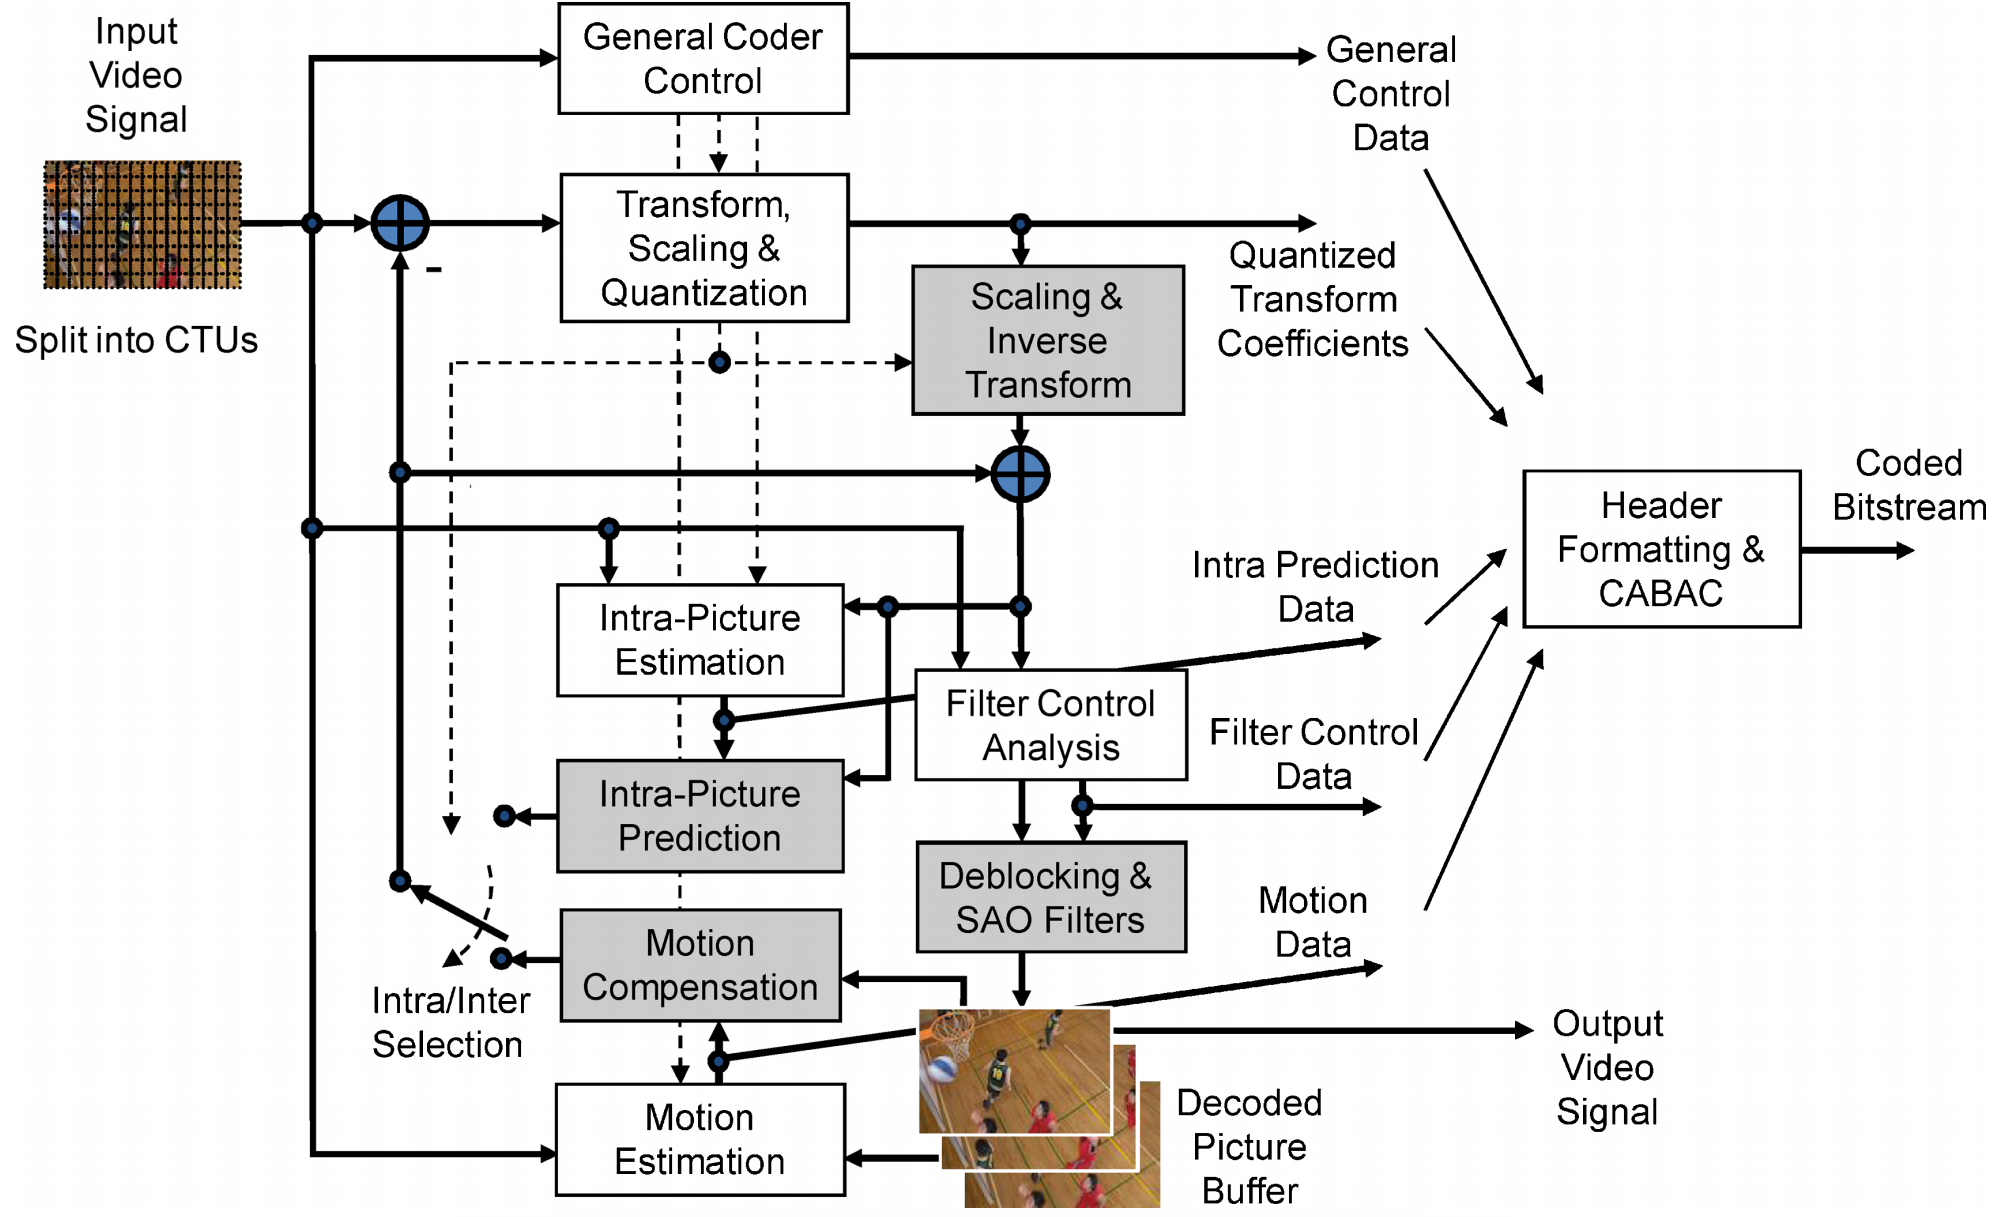 Input
Video
Signal
Split into CTUs
General Coder
Control
Transform,
Scaling &
Quantization
Scaling &
Inverse
Transform
-
Intra-Picture
Estimation
Intra-Picture
Prediction
Motion
Compensation
Motion
Estimation
Intra/Inter
Selection
Filter Control
Analysis
Deblocking &
SAO Filters
Decoded
Picture
Buffer
General
Control
Data
Quantized
Transform
Coefficients
Intra Prediction
Data
Filter Control
Data
Motion
Data
Output
Video
Signal
Header
Formatting &
CABAC
Coded
Bitstream